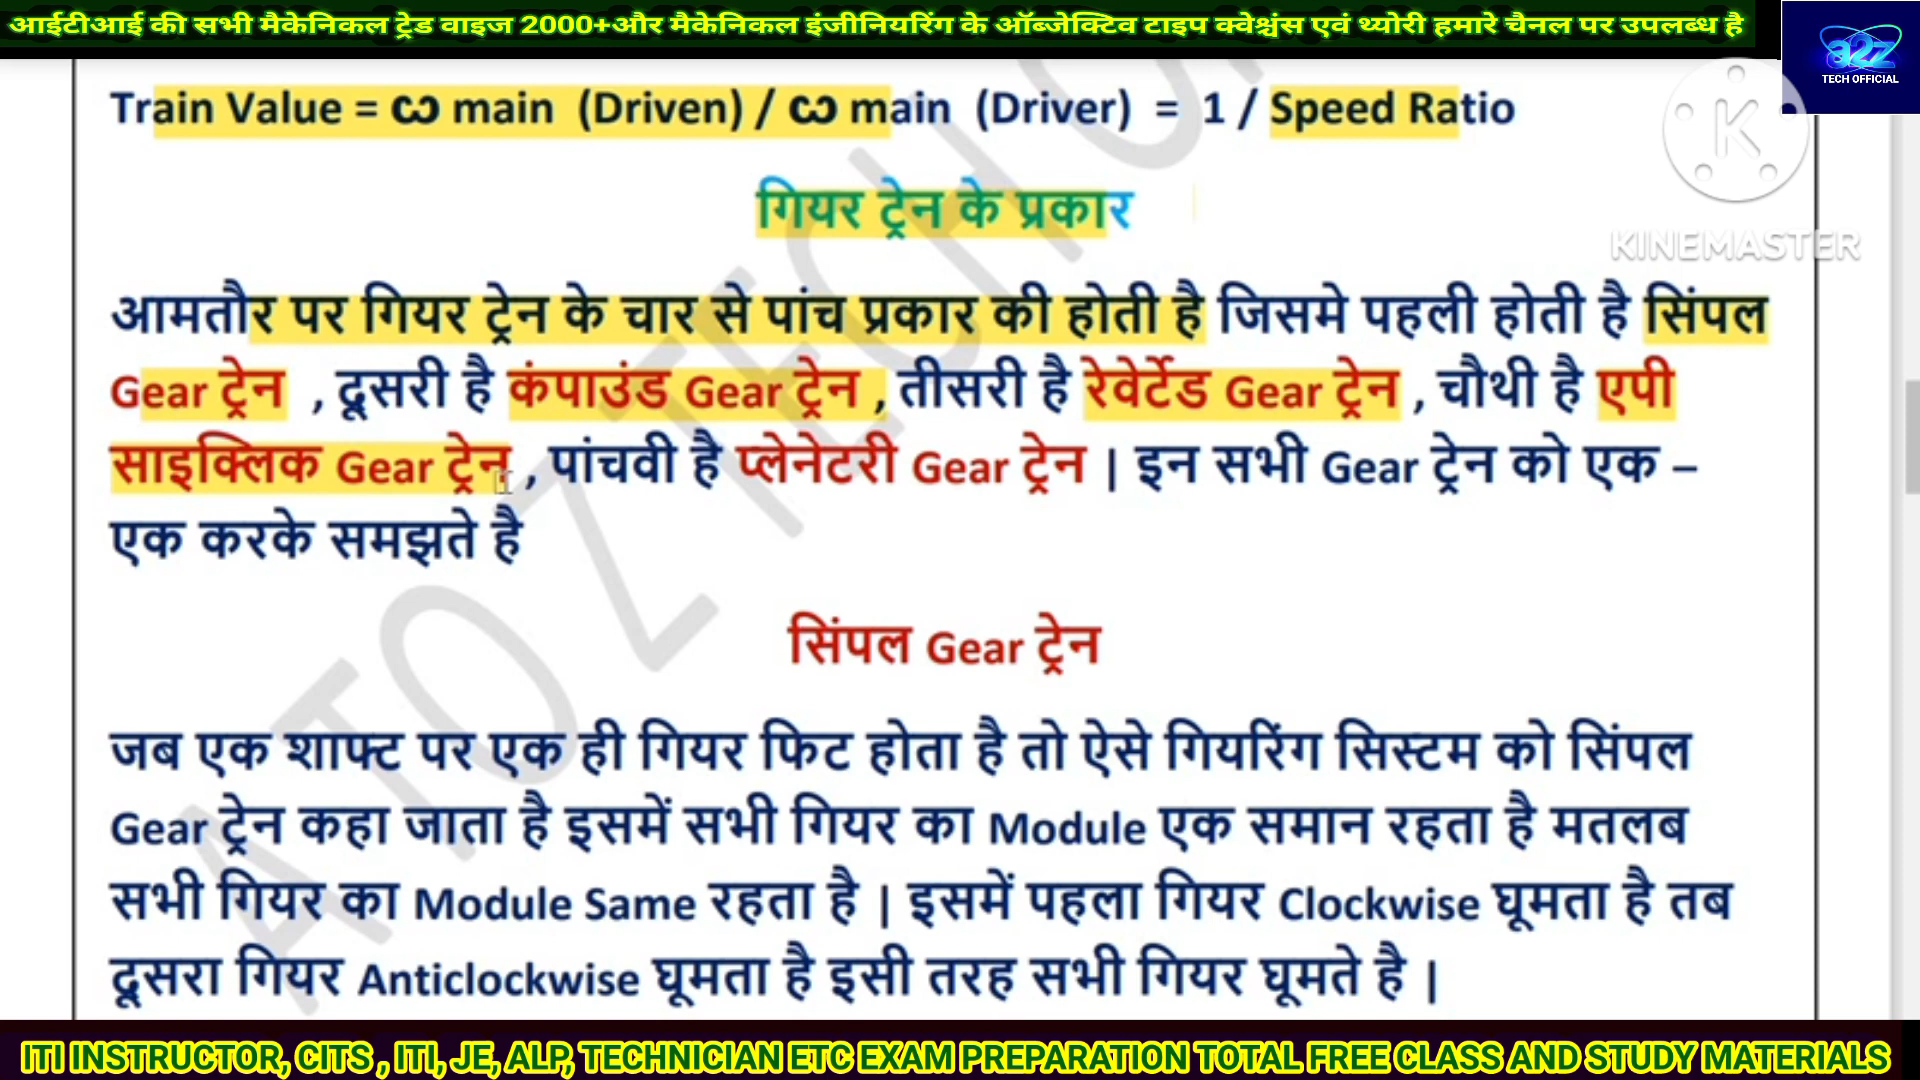 आईटीआई की सभी मैकेनिकल ट्रेड वाइज 2000+और मैकेनिकल इंजीनियरिंग के ऑब्जेक्टिव टाइप क्वेश्चंस एवं थ्योरी हमारे चैनल पर उपलब्ध है
a2z
TECH OFFICIAL
Train Value = ω main (Driven) / ω main (Driver) = 1 / Speed Ratio
K
KINEMASTER
गियर ट्रेन के प्रकार
आमतौर पर गियर ट्रेन के चार से पांच प्रकार की होती है जिसमे पहली होती है सिंपल
Gear ट्रेन , दूसरी है कंपाउंड Gear ट्रेन , तीसरी है रेवेर्टेड Gear ट्रेन , चौथी है एपी
साइक्लिक Gear ट्रेन , पांचवी है प्लेनेटरी Gear ट्रेन | इन सभी Gear ट्रेन को एक –
एक करके समझते है
सिंपल Gear ट्रेन
जब एक शाफ्ट पर एक ही गियर फिट होता है तो ऐसे गियरिंग सिस्टम को सिंपल
Gear ट्रेन कहा जाता है इसमें सभी गियर का Module एक समान रहता है मतलब
सभी गियर का Module Same रहता है | इसमें पहला गियर Clockwise घूमता है तब
दूसरा गियर Anticlockwise घूमता है इसी तरह सभी गियर घूमते है |
A TO Z TECH
ITI INSTRUCTOR, CITS , ITI, JE, ALP, TECHNICIAN ETC EXAM PREPARATION TOTAL FREE CLASS AND STUDY MATERIALS